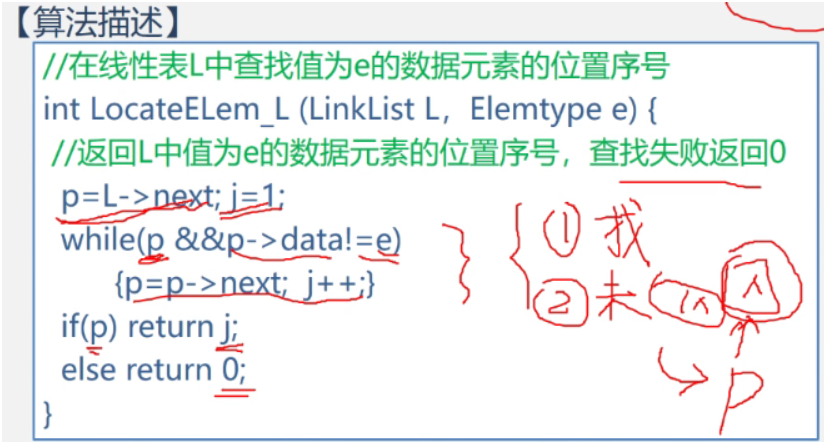 【算法描述】
//在线性表L中查找值为e的数据元素的位置序号
int LocateELem_L (LinkList L, Elemtype e) {
//返回L中值为e的数据元素的位置序号，查找失败返回0
p=L->next; j=1;
while(p &&p->data!=e)
{p=p->next; j++;}
if(p) return j;
else return 0;
}
① 找
② 未
p